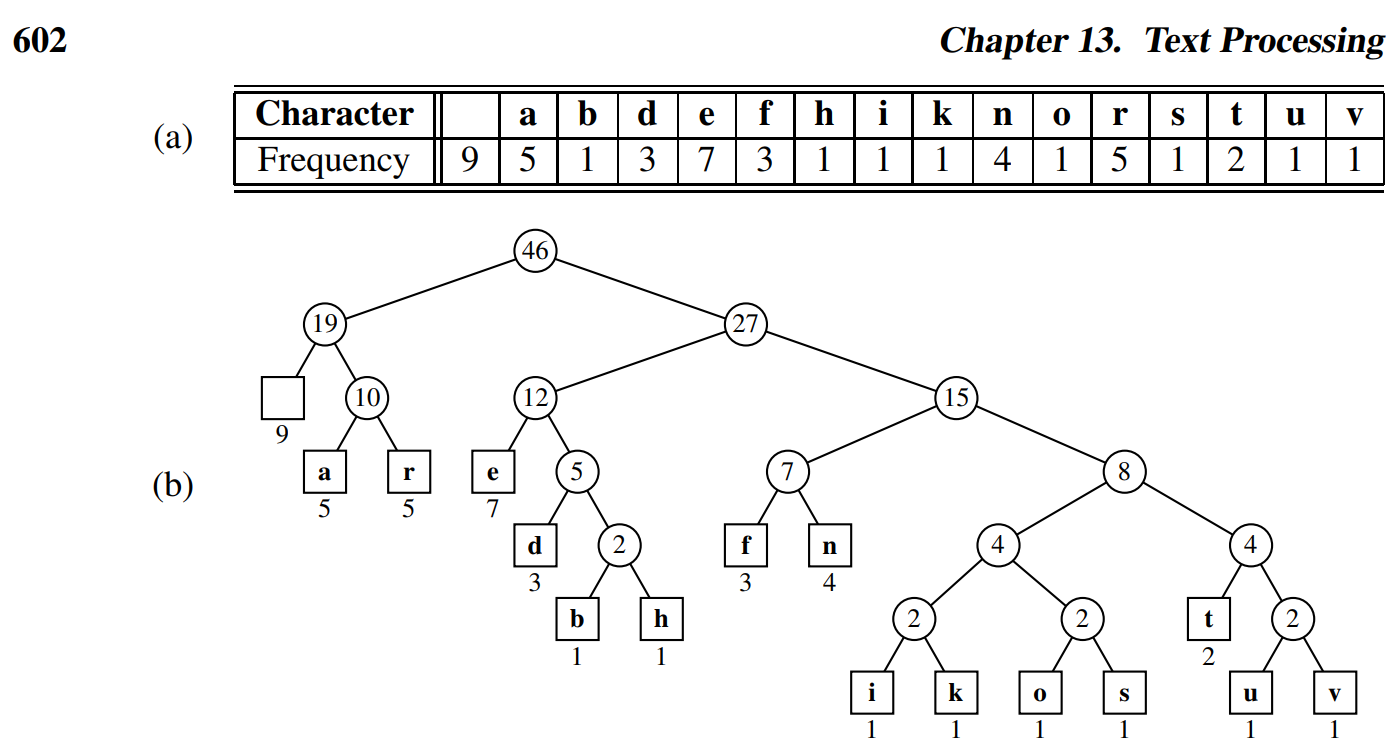 602 Chapter 13. Text Processing
(a)
Character a b d e f h i k n o r s t u v
Frequency 9 5 1 3 7 3 1 1 1 4 1 5 1 2 1 1
(b)
46
19 27
10 12 15
9
a r e 5 7 8
5 5 7
d 2 f n 4 4
3 3 4
b h 2 2 t 2
1 1 2
i k o s u v
1 1 1 1 1 1